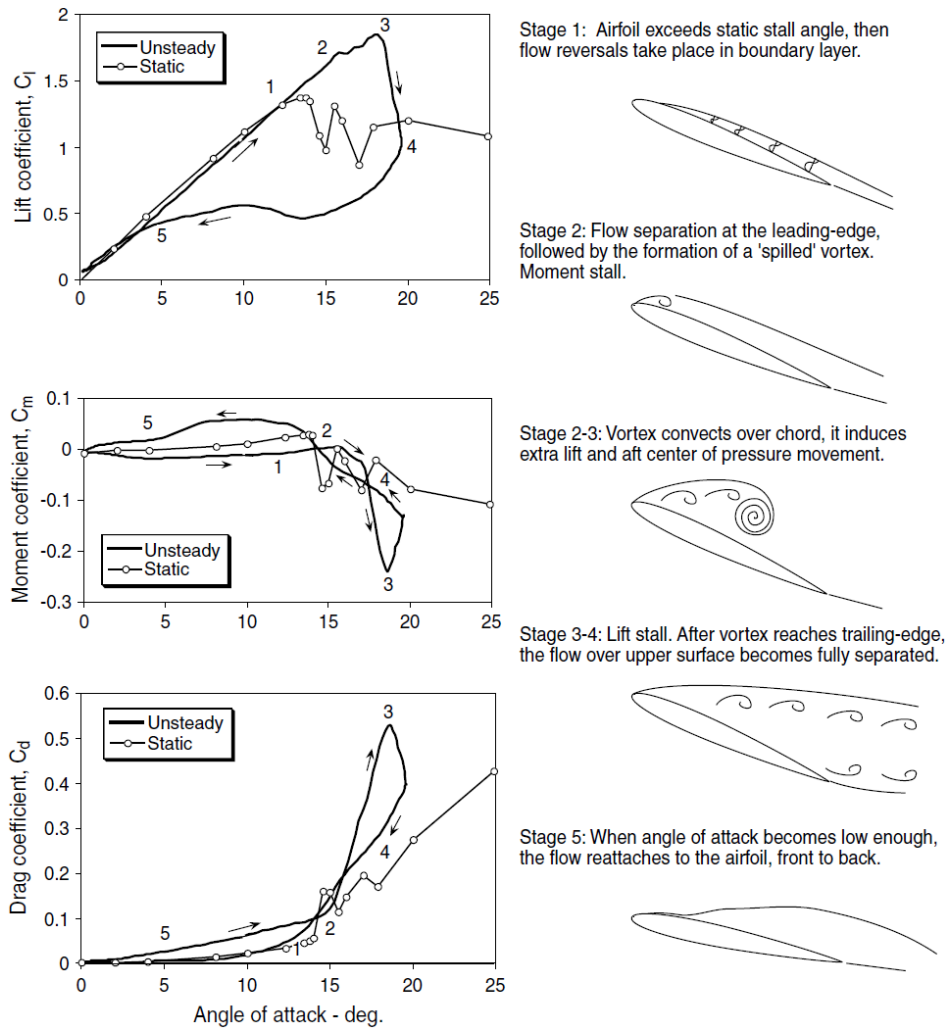 2
1.5
1
0.5
0
Lift coefficient, Cl
Unsteady
Static
1
2
3
4
5
0 5 10 15 20 25
Stage 1: Airfoil exceeds static stall angle, then
flow reversals take place in boundary layer.
Stage 2: Flow separation at the leading-edge,
followed by the formation of a 'spilled' vortex.
Moment stall.
0.1
0
-0.1
-0.2
-0.3
Moment coefficient, Cm
5
1
2
4
3
Unsteady
Static
0 5 10 15 20 25
Stage 2-3: Vortex convects over chord, it induces
extra lift and aft center of pressure movement.
Stage 3-4: Lift stall. After vortex reaches trailing-edge,
the flow over upper surface becomes fully separated.
0.6
0.5
0.4
0.3
0.2
0.1
0
Drag coefficient, Cd
Unsteady
Static
3
4
5
2
1
0 5 10 15 20 25
Angle of attack - deg.
Stage 5: When angle of attack becomes low enough,
the flow reattaches to the airfoil, front to back.